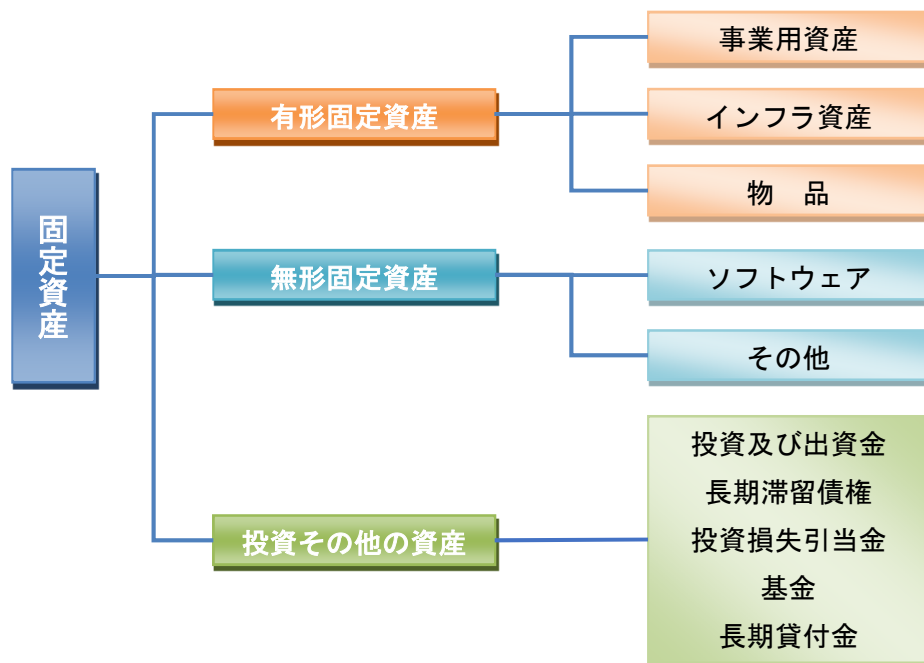 固定資産
有形固定資産
事業用資産
インフラ資産
物　品
無形固定資産
ソフトウェア
その他
投資その他の資産
投資及び出資金
長期滞留債権
投資損失引当金
基金
長期貸付金